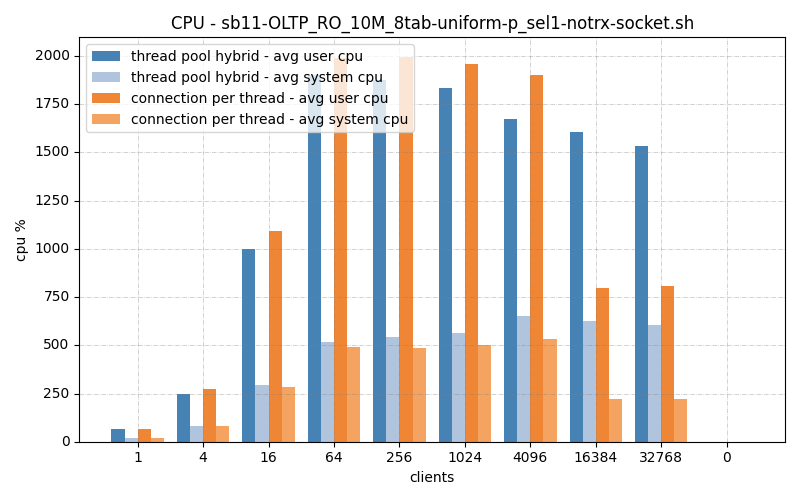 CPU - sb11-OLTP_RO_10M_8tab-uniform-p_sel1-notrx-socket.sh
thread pool hybrid - avg user cpu
thread pool hybrid - avg system cpu
connection per thread - avg user cpu
connection per thread - avg system cpu
cpu %
2000
1750
1500
1250
1000
750
500
250
0
1 4 16 64 256 1024 4096 16384 32768 0
clients